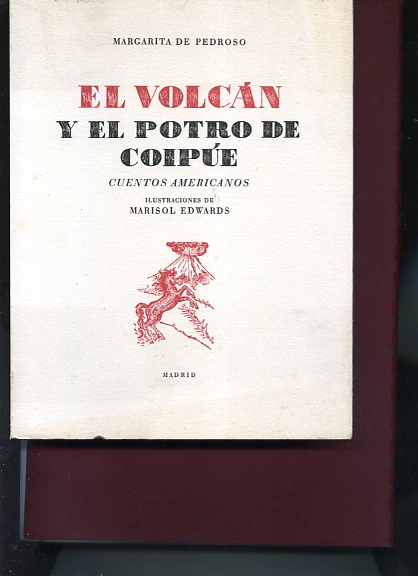 MARGARITA DE PEDROSO
EL VOLCÁN
Y EL POTRO DE
COIPÚE
CUENTOS AMERICANOS
ILUSTRACIONES DE
MARISOL EDWARDS
MADRID